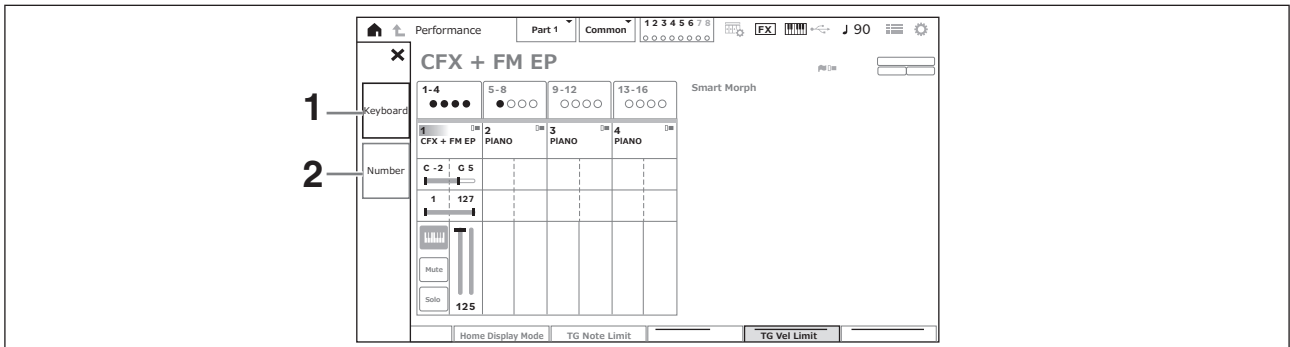 Performance Part 1 Common 1 2 3 4 5 6 7 8 FX ♩ 90
CFX + FM EP
1-4 5-8 9-12 13-16 Smart Morph
1 Keyboard
1 2 3 4
CFX + FM EP PIANO PIANO PIANO
2 Number
C -2 G 5
1 127
Mute
Solo
125
Home Display Mode TG Note Limit TG Vel Limit